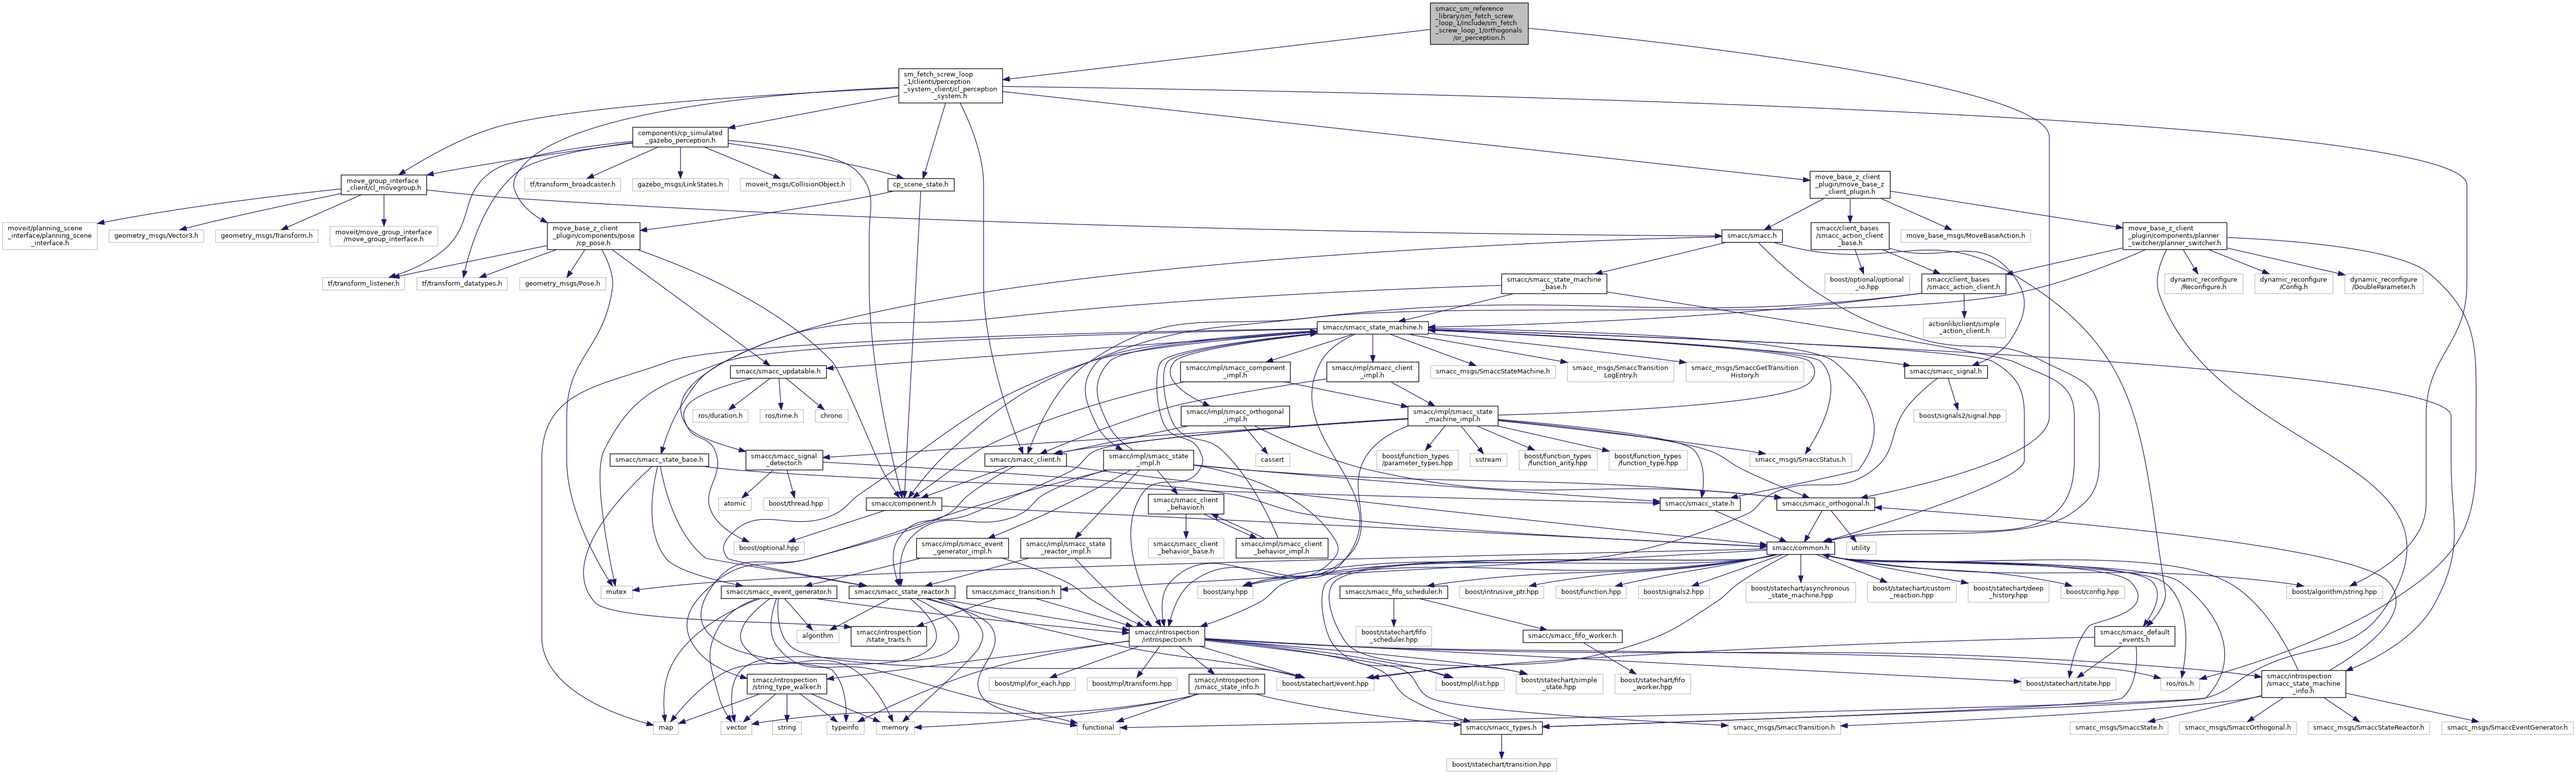 smacc_sm_reference
_library/sm_fetch_screw
_loop_1/include/sm_fetch
_screw_loop_1/orthogonals
/or_perception.h
sm_fetch_screw_loop
_1/clients/perception
_system_client/cl_perception
_system.h
components/cp_simulated
_gazebo_perception.h
move_group_interface
_client/cl_movegroup.h
tf/transform_broadcaster.h
gazebo_msgs/LinkStates.h
moveit_msgs/CollisionObject.h
cp_scene_state.h
move_base_z_client
_plugin/move_base_z
_client_plugin.h
moveit/planning_scene
_interface/planning_scene
_interface.h
geometry_msgs/Vector3.h
geometry_msgs/Transform.h
moveit/move_group_interface
/move_group_interface.h
move_base_z_client
_plugin/components/pose
/cp_pose.h
smacc/smacc.h
smacc/client_bases
/smacc_action_client
_base.h
move_base_msgs/MoveBaseAction.h
move_base_z_client
_plugin/components/planner
_switcher/planner_switcher.h
tf/transform_listener.h
tf/transform_datatypes.h
geometry_msgs/Pose.h
smacc/smacc_state_machine
_base.h
boost/optional/optional
_io.hpp
smacc/client_bases
/smacc_action_client.h
dynamic_reconfigure
/Reconfigure.h
dynamic_reconfigure
/Config.h
dynamic_reconfigure
/DoubleParameter.h
smacc/smacc_state_machine.h
actionlib/client/simple
_action_client.h
smacc/smacc_updatable.h
smacc/impl/smacc_component
_impl.h
smacc/impl/smacc_client
_impl.h
smacc_msgs/SmaccStateMachine.h
smacc_msgs/SmaccTransition
LogEntry.h
smacc_msgs/SmaccGetTransition
History.h
smacc/smacc_signal.h
ros/duration.h
ros/time.h
chrono
smacc/impl/smacc_orthogonal
_impl.h
smacc/impl/smacc_state
_machine_impl.h
boost/signals2/signal.hpp
smacc/smacc_state_base.h
smacc/smacc_signal
_detector.h
smacc/smacc_client.h
smacc/impl/smacc_state
_impl.h
cassert
boost/function_types
/parameter_types.hpp
sstream
boost/function_types
/function_arity.hpp
boost/function_types
/function_type.hpp
smacc_msgs/SmaccStatus.h
atomic
boost/thread.hpp
smacc/component.h
smacc/smacc_client
_behavior.h
smacc/smacc_state.h
smacc/smacc_orthogonal.h
boost/optional.hpp
smacc/impl/smacc_event
_generator_impl.h
smacc/impl/smacc_state
_reactor_impl.h
smacc/smacc_client
_behavior_base.h
smacc/impl/smacc_client
_behavior_impl.h
smacc/common.h
utility
mutex
smacc/smacc_event_generator.h
smacc/smacc_state_reactor.h
smacc/smacc_transition.h
boost/any.hpp
smacc/smacc_fifo_scheduler.h
boost/intrusive_ptr.hpp
boost/function.hpp
boost/signals2.hpp
boost/statechart/asynchronous
_state_machine.hpp
boost/statechart/custom
_reaction.hpp
boost/statechart/deep
_history.hpp
boost/config.hpp
boost/algorithm/string.hpp
algorithm
smacc/introspection
/state_traits.h
smacc/introspection
/introspection.h
boost/statechart/fifo
_scheduler.hpp
smacc/smacc_fifo_worker.h
smacc/smacc_default
_events.h
smacc/introspection
/string_type_walker.h
boost/mpl/for_each.hpp
boost/mpl/transform.hpp
smacc/introspection
/smacc_state_info.h
boost/statechart/event.hpp
boost/mpl/list.hpp
boost/statechart/simple
_state.hpp
boost/statechart/fifo
_worker.hpp
boost/statechart/state.hpp
ros/ros.h
smacc/introspection
/smacc_state_machine
_info.h
map
vector
string
typeinfo
memory
functional
smacc/smacc_types.h
smacc_msgs/SmaccTransition.h
smacc_msgs/SmaccState.h
smacc_msgs/SmaccOrthogonal.h
smacc_msgs/SmaccStateReactor.h
smacc_msgs/SmaccEventGenerator.h
boost/statechart/transition.hpp